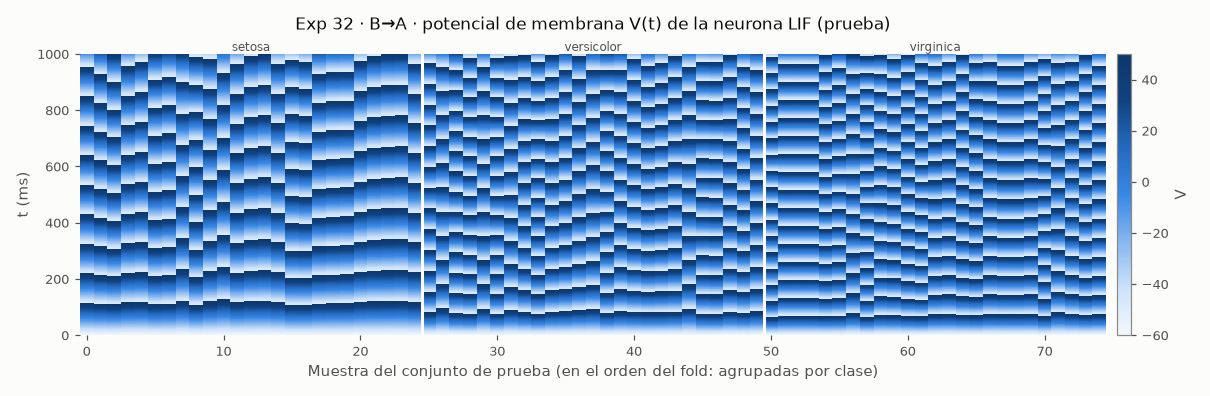 Exp 32 · B→A · potencial de membrana V(t) de la neurona LIF (prueba)
setosa versicolor virginica
1000
800
600
400
200
0
t (ms)
0 10 20 30 40 50 60 70
Muestra del conjunto de prueba (en el orden del fold: agrupadas por clase)
40
20
0
−20
−40
−60
V